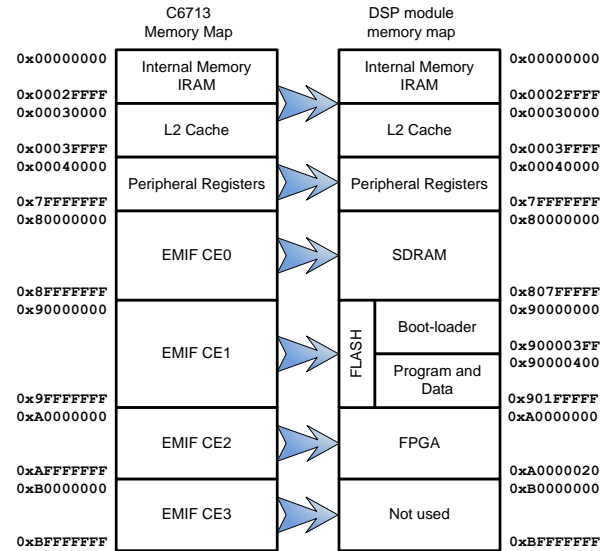 C6713
Memory Map
DSP module
memory map
0x00000000
Internal Memory
IRAM
Internal Memory
IRAM
0x00000000
0x0002FFFF
0x0002FFFF
0x00030000
0x00030000
L2 Cache
L2 Cache
0x0003FFFF
0x0003FFFF
0x00040000
0x00040000
Peripheral Registers
Peripheral Registers
0x7FFFFFFF
0x7FFFFFFF
0x80000000
0x80000000
EMIF CE0
SDRAM
0x8FFFFFFF
0x807FFFFF
0x90000000
0x90000000
EMIF CE1
FLASH
Boot-loader
0x900003FF
0x90000400
Program and
Data
0x9FFFFFFF
0x901FFFFF
0xA0000000
0xA0000000
EMIF CE2
FPGA
0xAFFFFFFF
0xA0000020
0xB0000000
0xB0000000
EMIF CE3
Not used
0xBFFFFFFF
0xBFFFFFFF